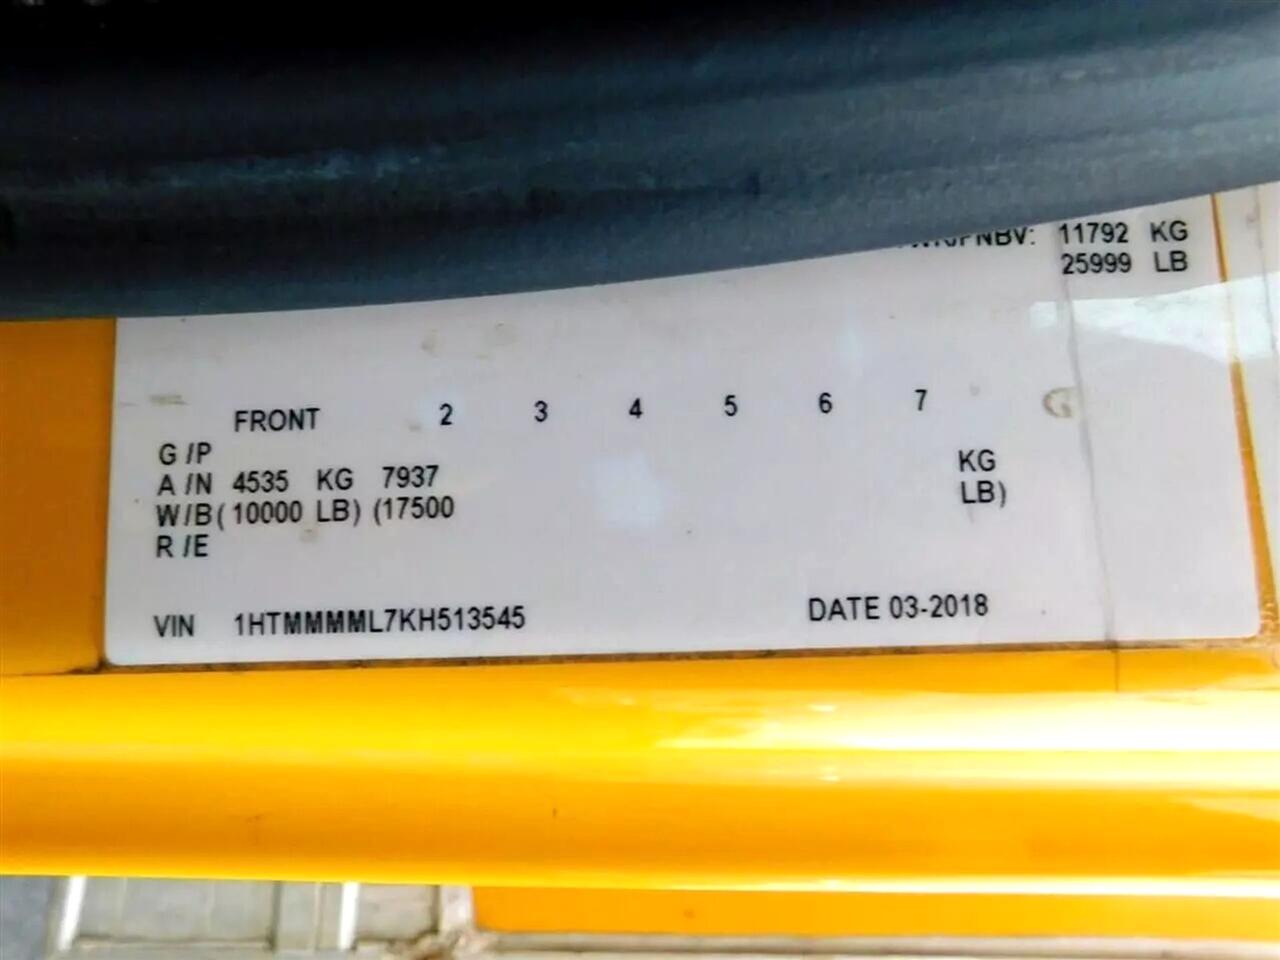 PNBV: 11792 KG
25999 LB
FRONT 2 3 4 5 6 7
G /P
A /N 4535 KG 7937 KG
W/B (10000 LB) (17500 LB)
R /E
VIN 1HTMMMML7KH513545 DATE 03-2018